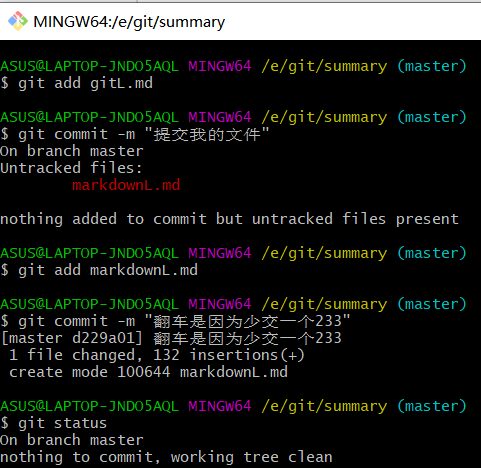 MINGW64:/e/git/summary
ASUS@LAPTOP-JNDO5AQL MINGW64 /e/git/summary (master)
$ git add gitL.md
ASUS@LAPTOP-JNDO5AQL MINGW64 /e/git/summary (master)
$ git commit -m "提交我的文件"
On branch master
Untracked files:
markdownL.md
nothing added to commit but untracked files present
ASUS@LAPTOP-JNDO5AQL MINGW64 /e/git/summary (master)
$ git add markdownL.md
ASUS@LAPTOP-JNDO5AQL MINGW64 /e/git/summary (master)
$ git commit -m "翻车是因为少交一个233"
[master d229a01] 翻车是因为少交一个233
1 file changed, 132 insertions(+)
create mode 100644 markdownL.md
ASUS@LAPTOP-JNDO5AQL MINGW64 /e/git/summary (master)
$ git status
On branch master
nothing to commit, working tree clean